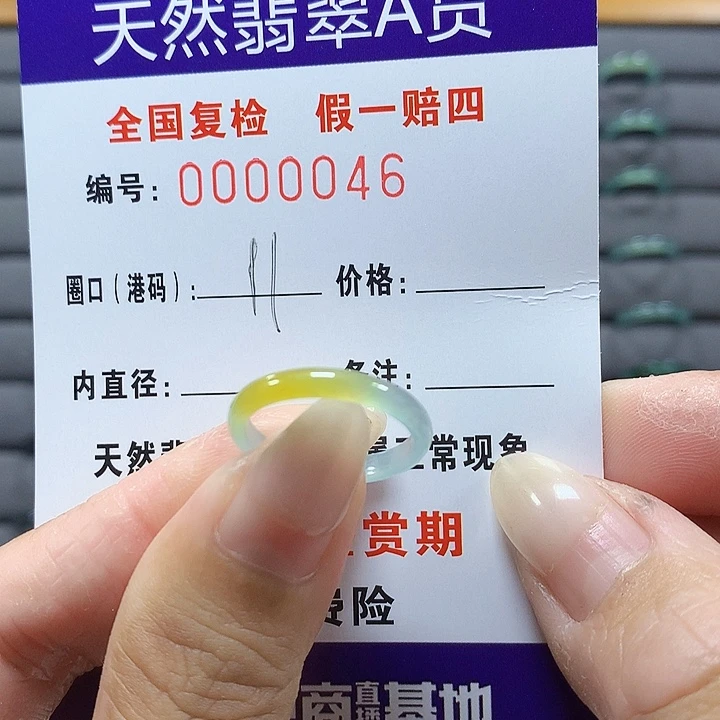 天然翡翠A货
全国复检 假一赔四
编号: 0000046
圈口(港码): 11 价格:
内直径: 备注:
天然 常现象
赏期
险
商直播基地